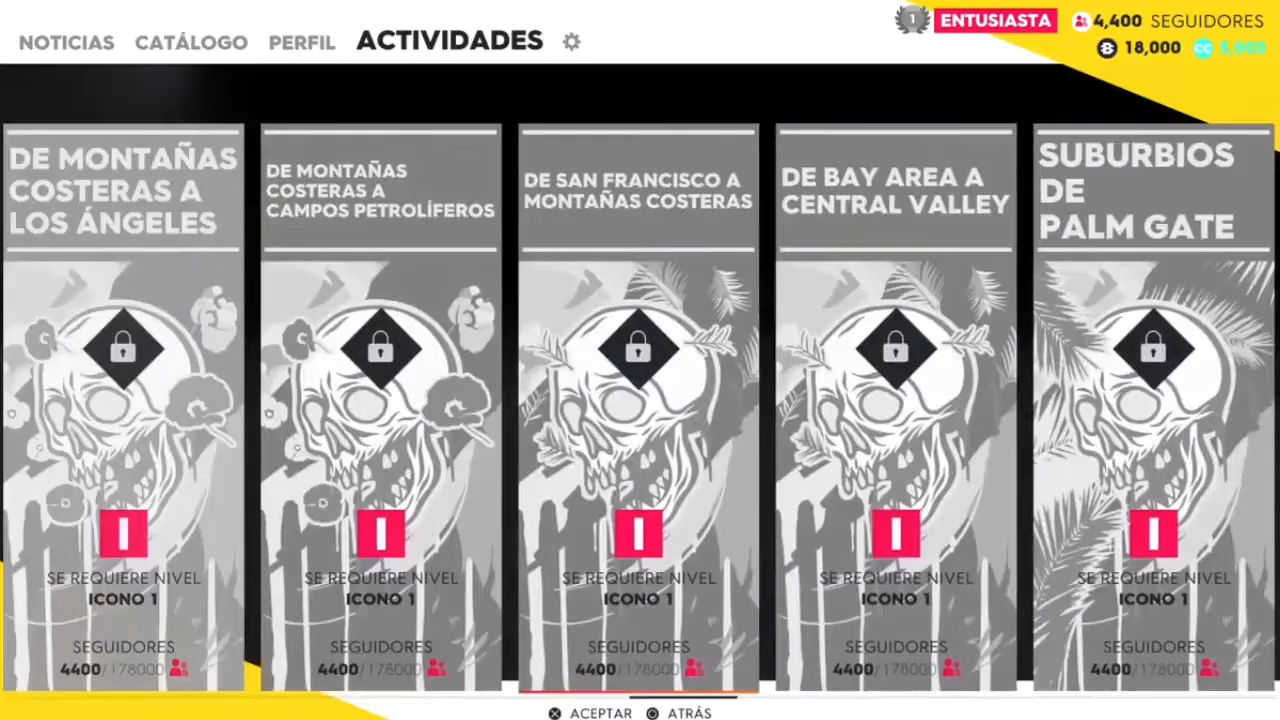 NOTICIAS CATÁLOGO PERFIL ACTIVIDADES
1 ENTUSIASTA 4,400 SEGUIDORES
18,000 CC 5,000
DE MONTAÑAS
COSTERAS A
LOS ÁNGELES
SE REQUIERE NIVEL
ICONO 1
SEGUIDORES
4400/178000
DE MONTAÑAS
COSTERAS A
CAMPOS PETROLÍFEROS
SE REQUIERE NIVEL
ICONO 1
SEGUIDORES
4400/178000
DE SAN FRANCISCO A
MONTAÑAS COSTERAS
SE REQUIERE NIVEL
ICONO 1
SEGUIDORES
4400/178000
DE BAY AREA A
CENTRAL VALLEY
SE REQUIERE NIVEL
ICONO 1
SEGUIDORES
4400/178000
SUBURBIOS
DE
PALM GATE
SE REQUIERE NIVEL
ICONO 1
SEGUIDORES
4400/178000
ACEPTAR ATRÁS